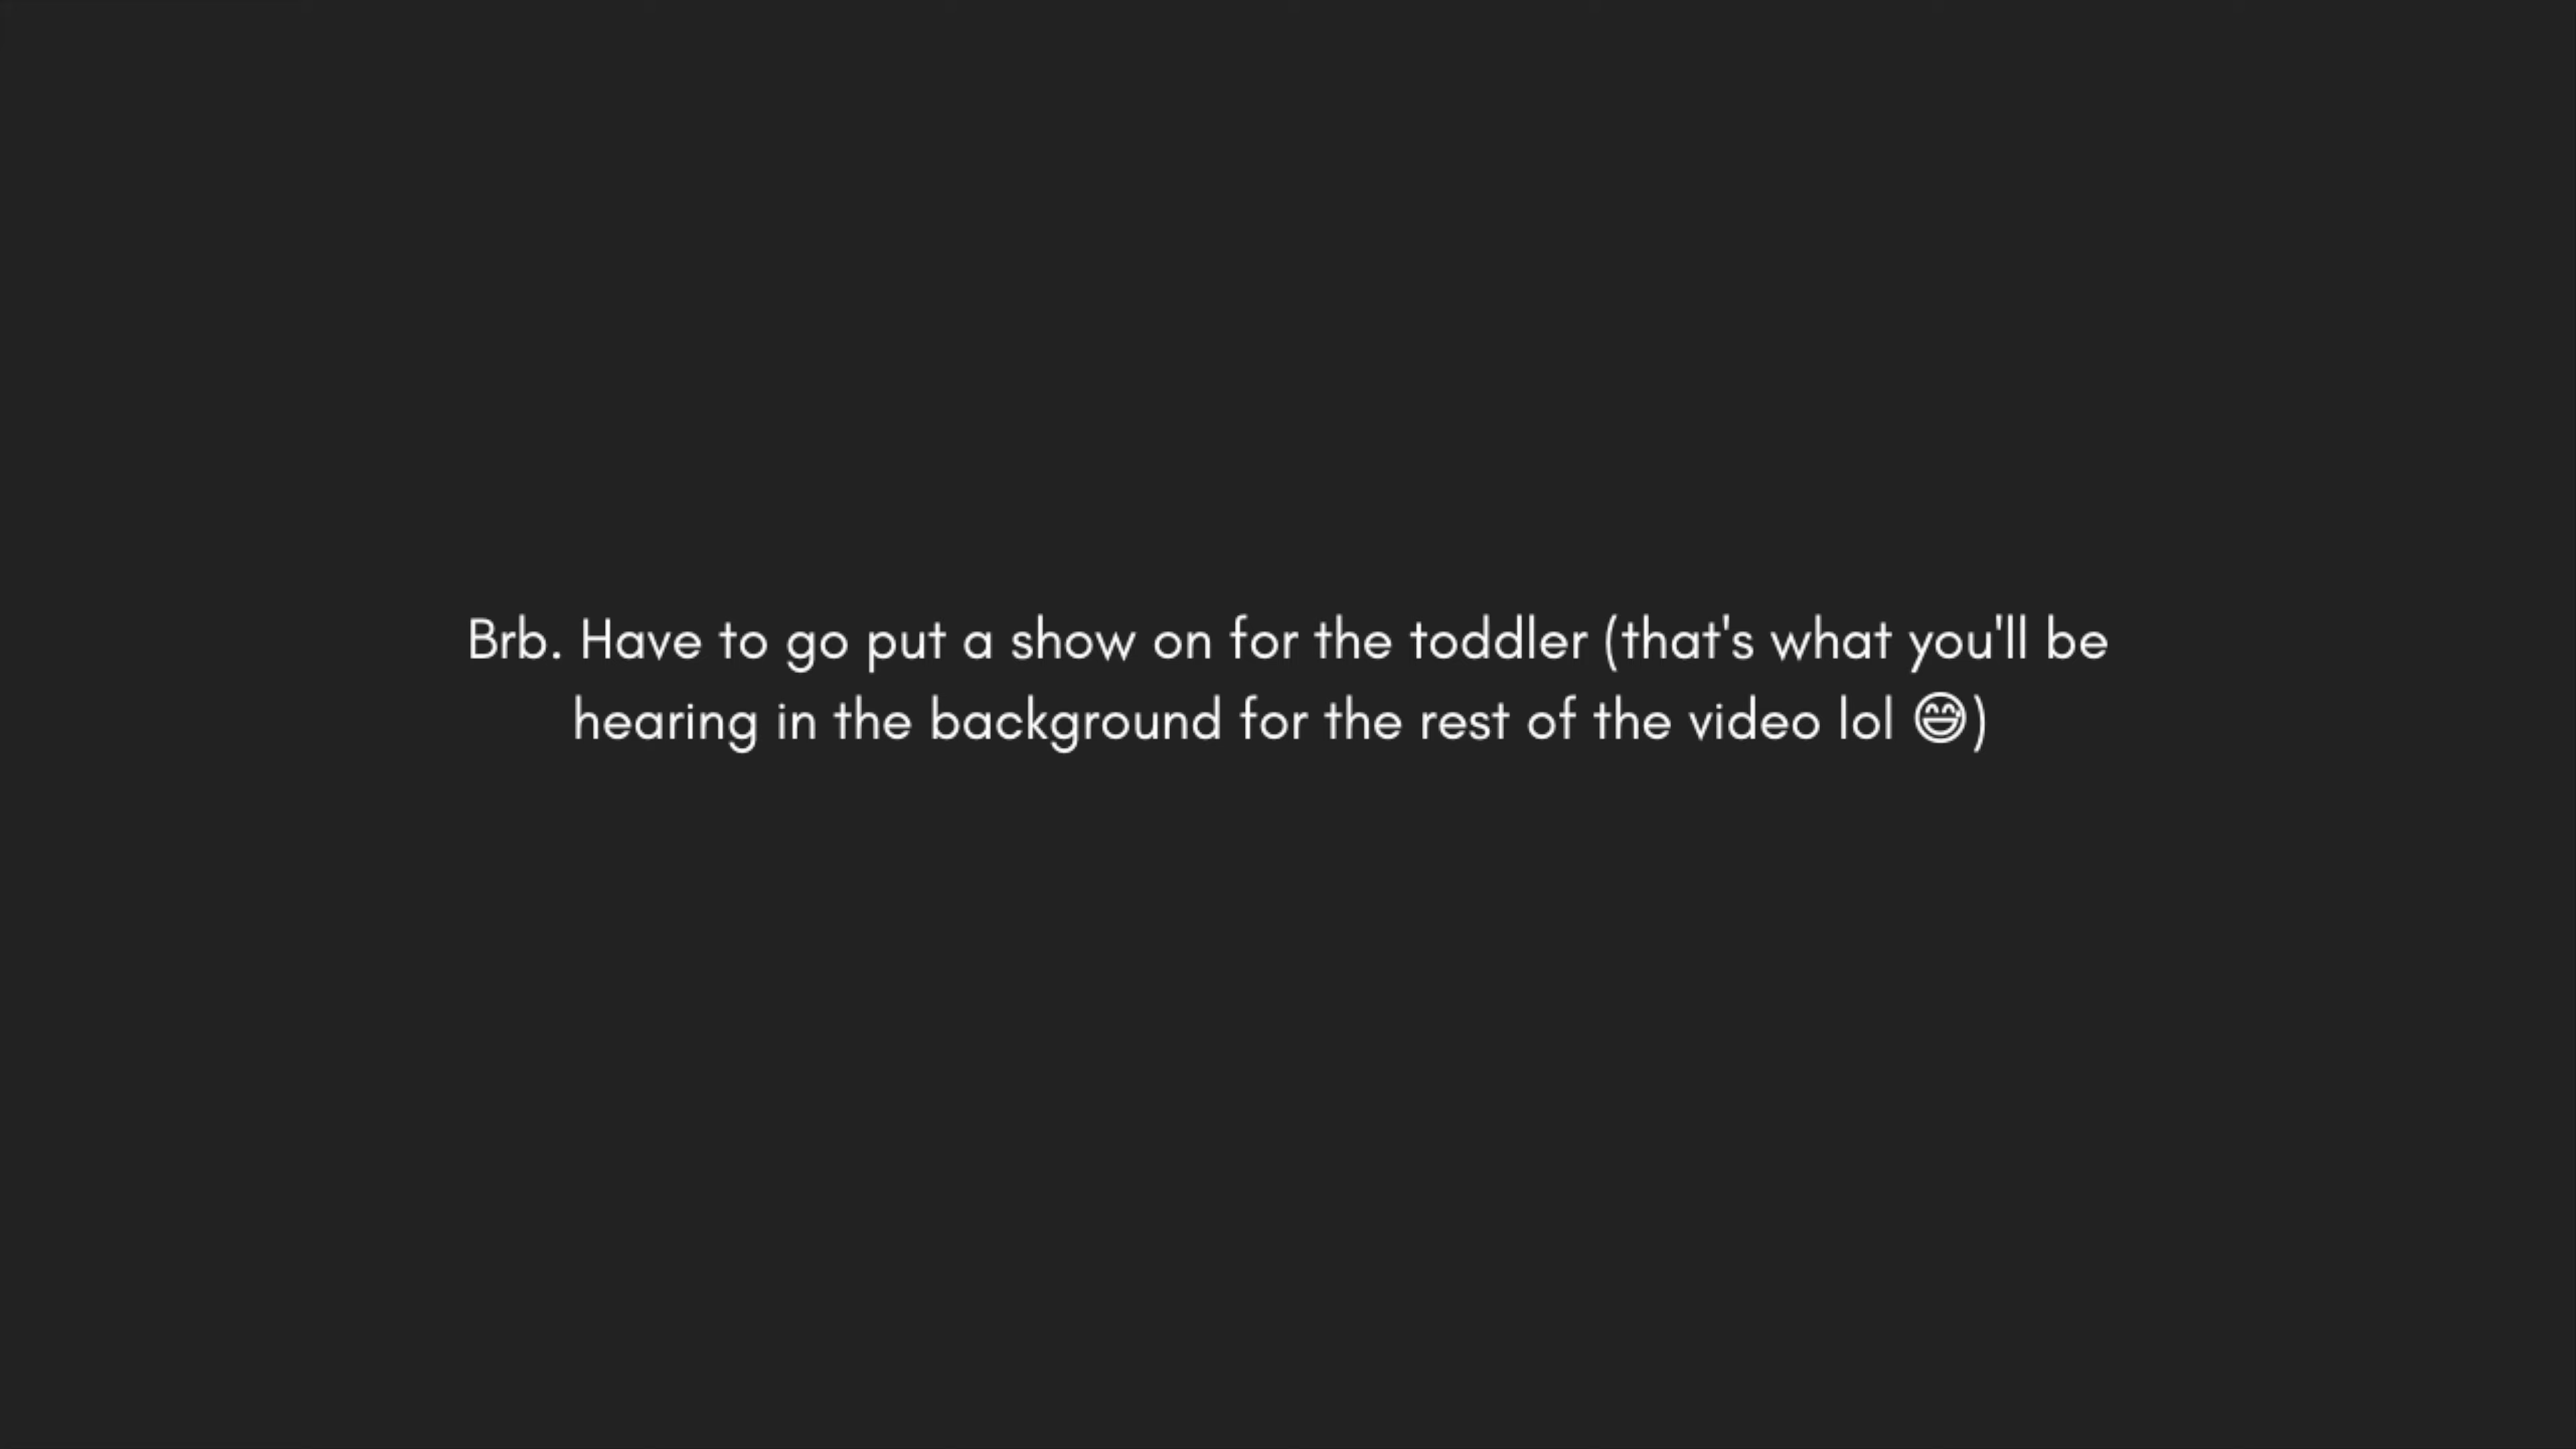 Brb. Have to go put a show on for the toddler (that's what you'll be
hearing in the background for the rest of the video lol 😅)